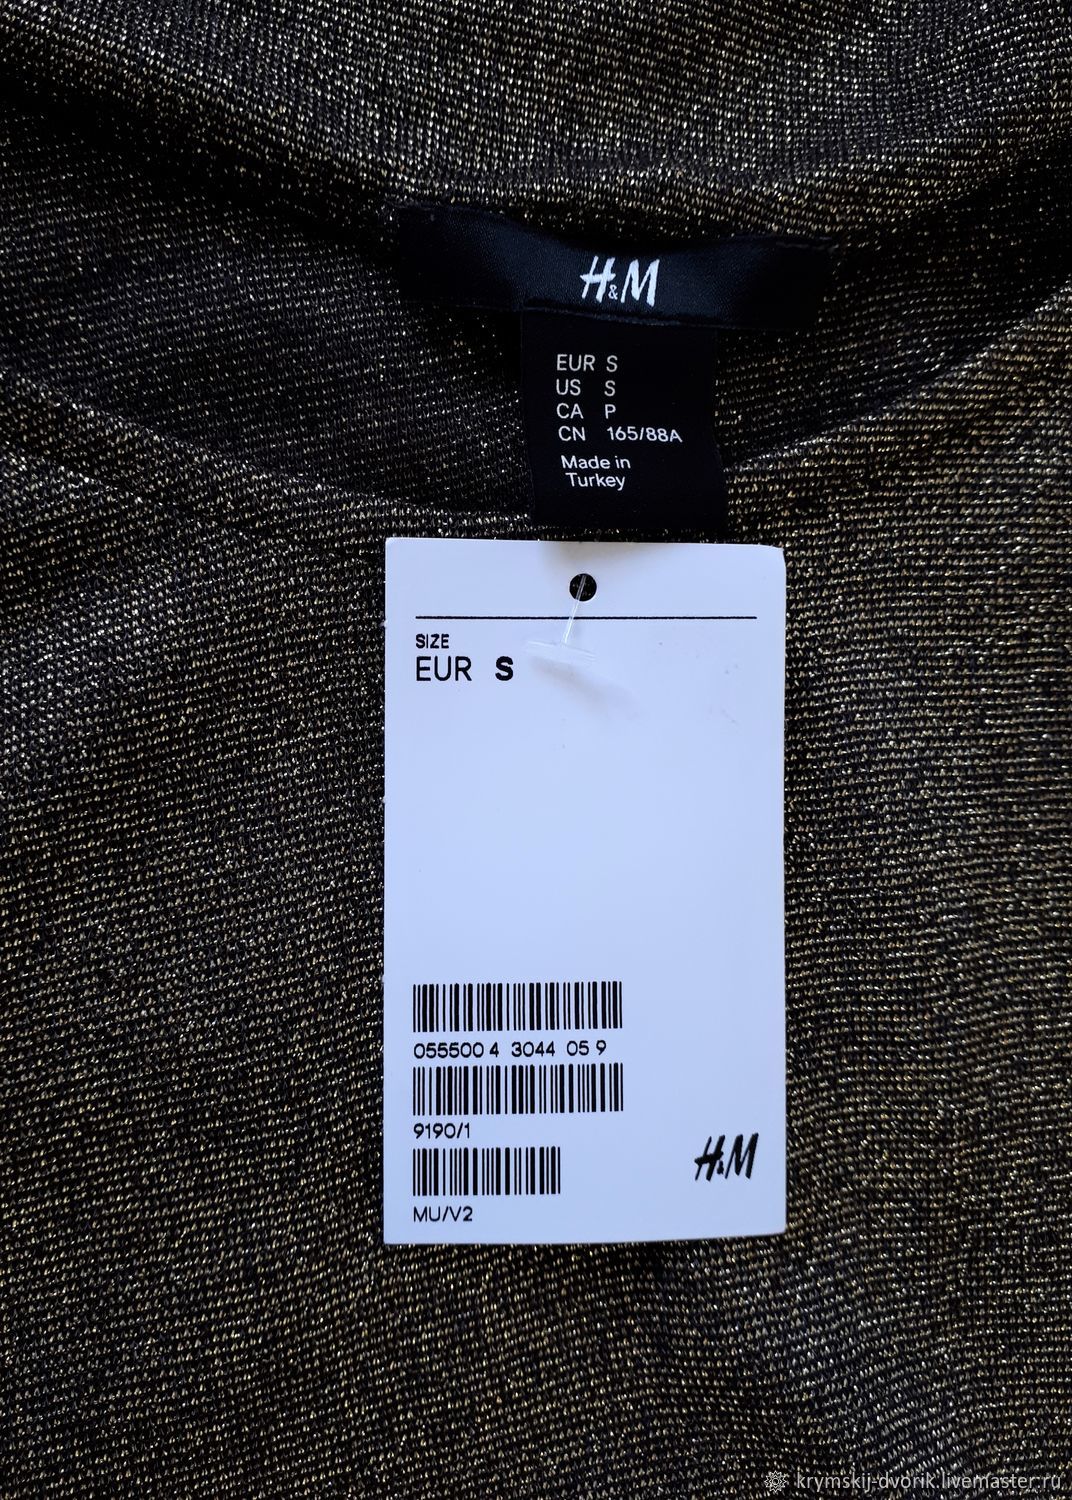 H&M
EUR S
US S
CA P
CN 165/88A
Made in
Turkey
SIZE
EUR S
055500 4 3044 05 9
9190/1
MU/V2
H&M
krymskij-dvorik.livemaster.ru